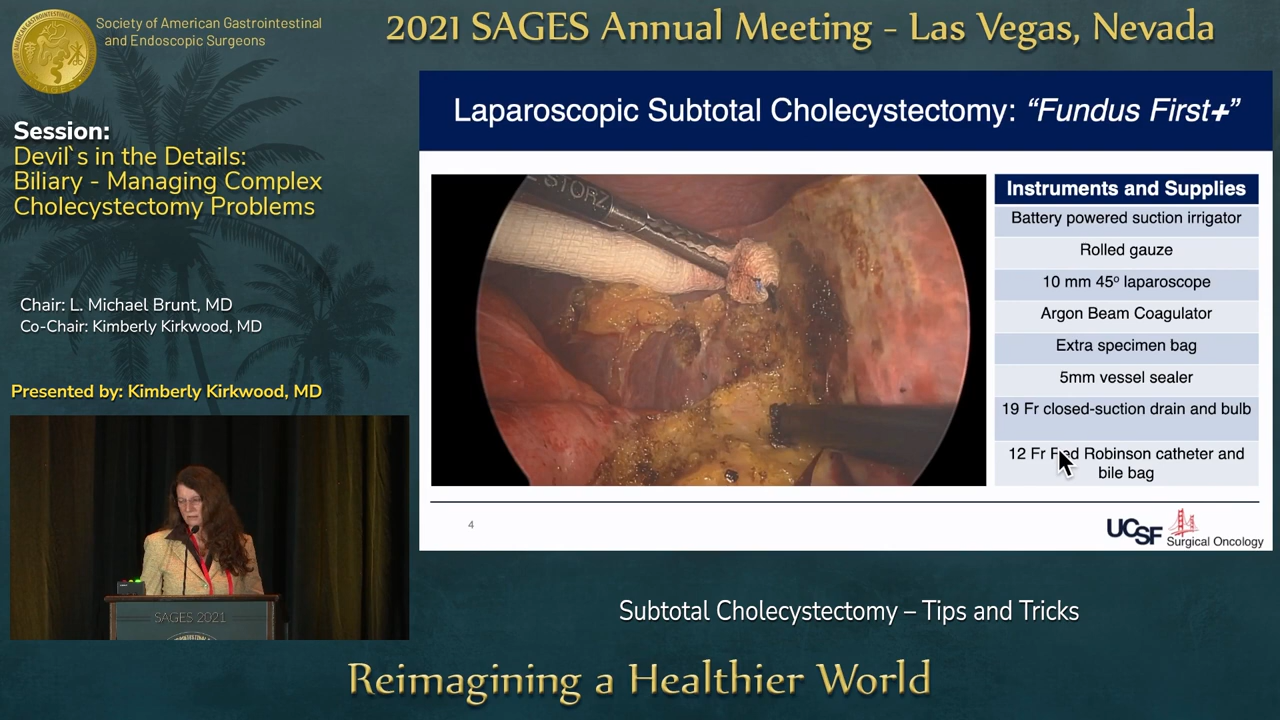 Society of American Gastrointestinal
and Endoscopic Surgeons
2021 SAGES Annual Meeting - Las Vegas, Nevada
Session:
Devil`s in the Details:
Biliary - Managing Complex
Cholecystectomy Problems
Chair: L. Michael Brunt, MD
Co-Chair: Kimberly Kirkwood, MD
Presented by: Kimberly Kirkwood, MD
SAGES 2021
Laparoscopic Subtotal Cholecystectomy: “Fundus First+”
STORZ
Instruments and Supplies
Battery powered suction irrigator
Rolled gauze
10 mm 45º laparoscope
Argon Beam Coagulator
Extra specimen bag
5mm vessel sealer
19 Fr closed-suction drain and bulb
12 Fr Red Robinson catheter and
bile bag
4
UCSF Surgical Oncology
Subtotal Cholecystectomy – Tips and Tricks
Reimagining a Healthier World